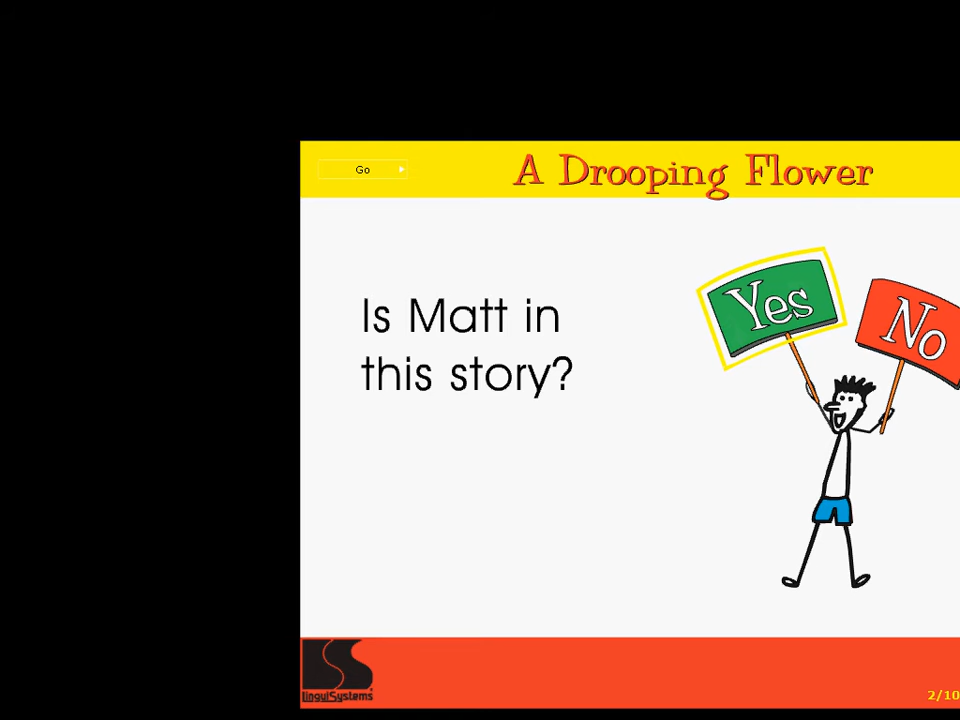 Go
A Drooping Flower
Is Matt in
this story?
Yes
No
LinguiSystems
2/10